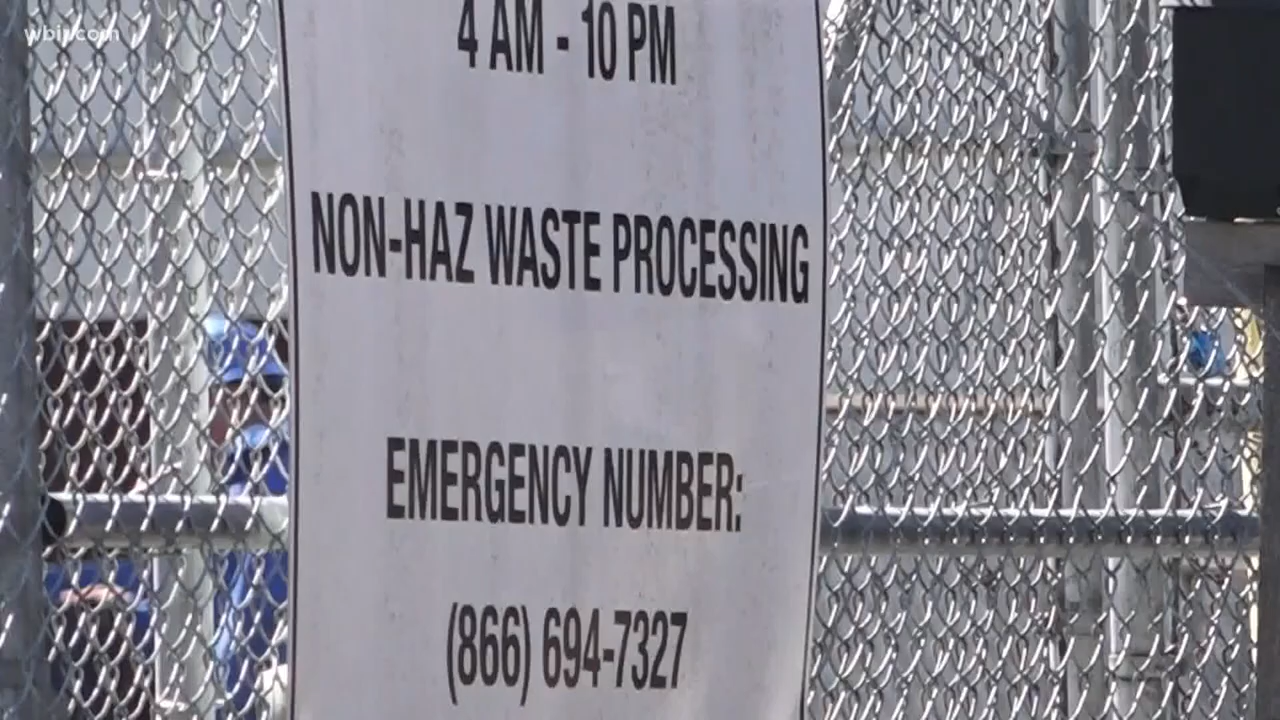 wbir.com
4 AM - 10 PM
NON-HAZ WASTE PROCESSING
EMERGENCY NUMBER:
(866) 694-7327